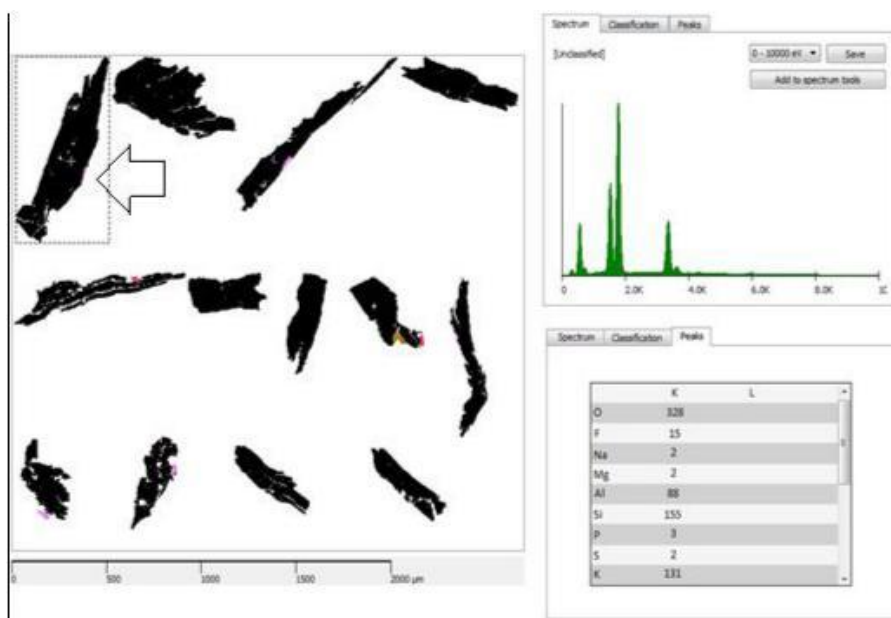 Spectrum Classification Peaks
[Unclassified] 0 - 10000 eV Save
Add to spectrum tools
0 2.0K 4.0K 6.0K 8.0K 1C
Spectrum Classification Peaks
K L
O 328
F 15
Na 2
Mg 2
Al 88
Si 155
P 3
S 2
K 131
0 500 1000 1500 2000 µm